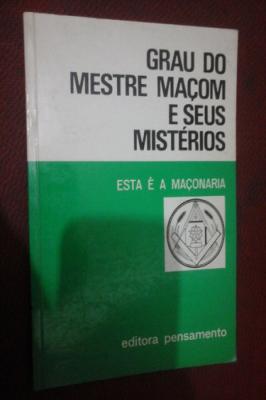 GRAU DO
MESTRE MAÇOM
E SEUS
MISTÉRIOS
ESTA É A MAÇONARIA
editora pensamento